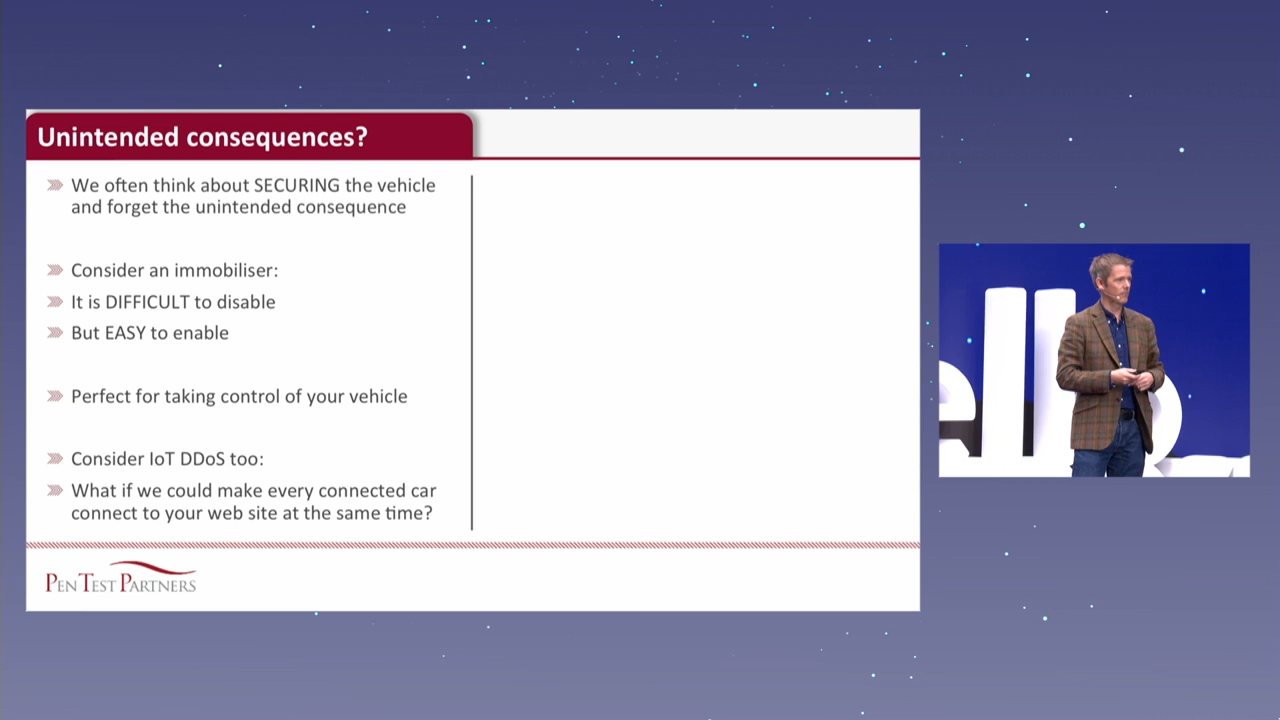 Unintended consequences?
We often think about SECURING the vehicle
and forget the unintended consequence
Consider an immobiliser:
It is DIFFICULT to disable
But EASY to enable
Perfect for taking control of your vehicle
Consider IoT DDoS too:
What if we could make every connected car
connect to your web site at the same time?
PEN TEST PARTNERS